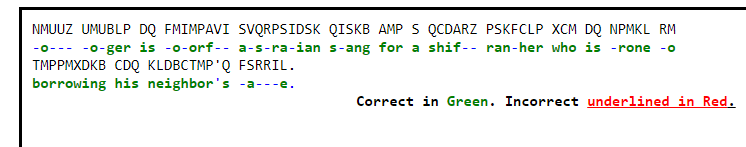 NMUUZ UMUBLP DQ FMIMPAVI SVQRPSIDSK QISKB AMP S QCDARZ PSKFCLP XCM DQ NPMKL RM
-o--- -o-ger is -o-orf-- a-s-ra-ian s-ang for a shif-- ran-her who is -rone -o
TMPPMXDKB CDQ KLDBCTMP'Q FSRRIL.
borrowing his neighbor's -a---e.
Correct in Green. Incorrect underlined in Red.